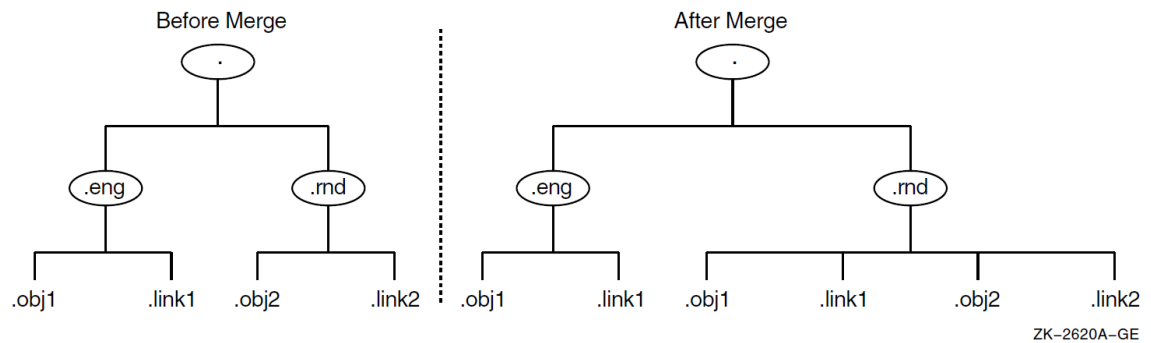 Before Merge After Merge
. .
.eng .rnd .eng .rnd
.obj1 .link1 .obj2 .link2 .obj1 .link1 .obj1 .link1 .obj2 .link2
ZK−2620A−GE